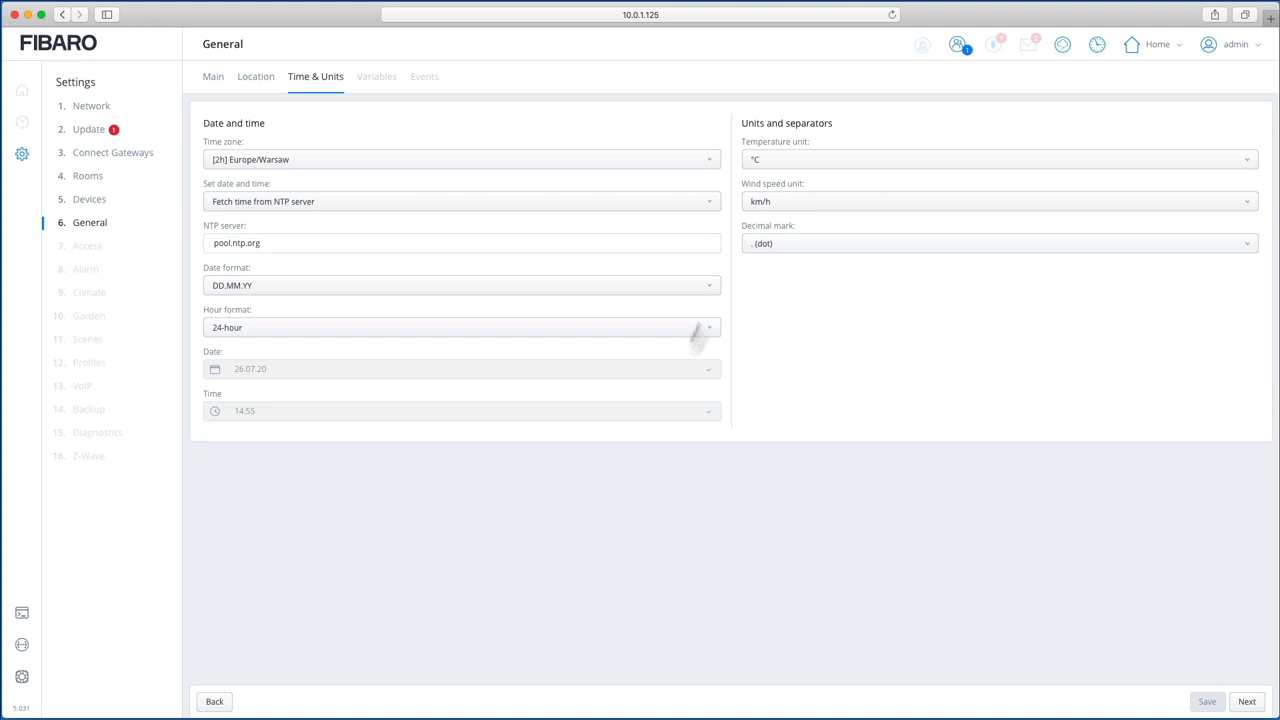 10.0.1.125
FIBARO
General
1
4
2
Home
admin
Main
Location
Time & Units
Variables
Events
Settings
1. Network
2. Update 1
3. Connect Gateways
4. Rooms
5. Devices
6. General
7. Access
8. Alarm
9. Climate
10. Garden
11. Scenes
12. Profiles
13. VoIP
14. Backup
15. Diagnostics
16. Z-Wave
5.031
Date and time
Time zone:
[2h] Europe/Warsaw
Set date and time:
Fetch time from NTP server
NTP server:
pool.ntp.org
Date format:
DD.MM.YY
Hour format:
24-hour
Date:
26.07.20
Time
14:55
Units and separators
Temperature unit:
°C
Wind speed unit:
km/h
Decimal mark:
. (dot)
Back
Save
Next